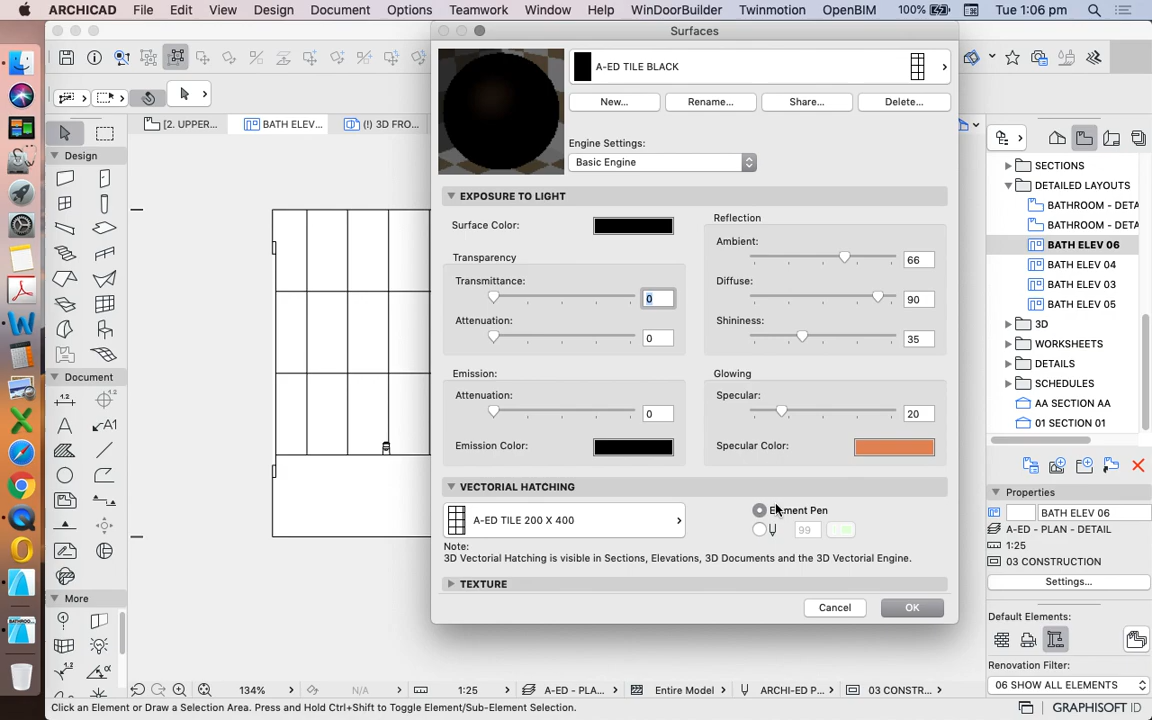 ARCHICAD File Edit View Design Document Options Teamwork Window Help WinDoorBuilder Twinmotion OpenBIM 100% Tue 1:06 pm
Surfaces
A-ED TILE BLACK
New... Rename... Share... Delete...
Engine Settings:
Basic Engine
[2. UPPER... BATH ELEV... (!) 3D FRO...
EXPOSURE TO LIGHT
Surface Color:
Transparency
Transmittance:
0
Attenuation:
0
Reflection
Ambient:
66
Diffuse:
90
Shininess:
35
Emission:
Attenuation:
0
Emission Color:
Glowing
Specular:
20
Specular Color:
VECTORIAL HATCHING
A-ED TILE 200 X 400
Element Pen
99
Note:
3D Vectorial Hatching is visible in Sections, Elevations, 3D Documents and the 3D Vectorial Engine.
TEXTURE
Cancel OK
Design
Document
1.2 1.2
A A1
More
1.2
SECTIONS
DETAILED LAYOUTS
BATHROOM - DETA
BATHROOM - DETA
BATH ELEV 06
BATH ELEV 04
BATH ELEV 03
BATH ELEV 05
3D
WORKSHEETS
DETAILS
SCHEDULES
AA SECTION AA
01 SECTION 01
Properties
BATH ELEV 06
A-ED - PLAN - DETAIL
1:25
03 CONSTRUCTION
Settings...
Default Elements:
Renovation Filter:
06 SHOW ALL ELEMENTS
134% N/A 1:25 A-ED - PLA... Entire Model ARCHI-ED P... 03 CONSTR...
Click an Element or Draw a Selection Area. Press and Hold Ctrl+Shift to Toggle Element/Sub-Element Selection.
GRAPHISOFT ID